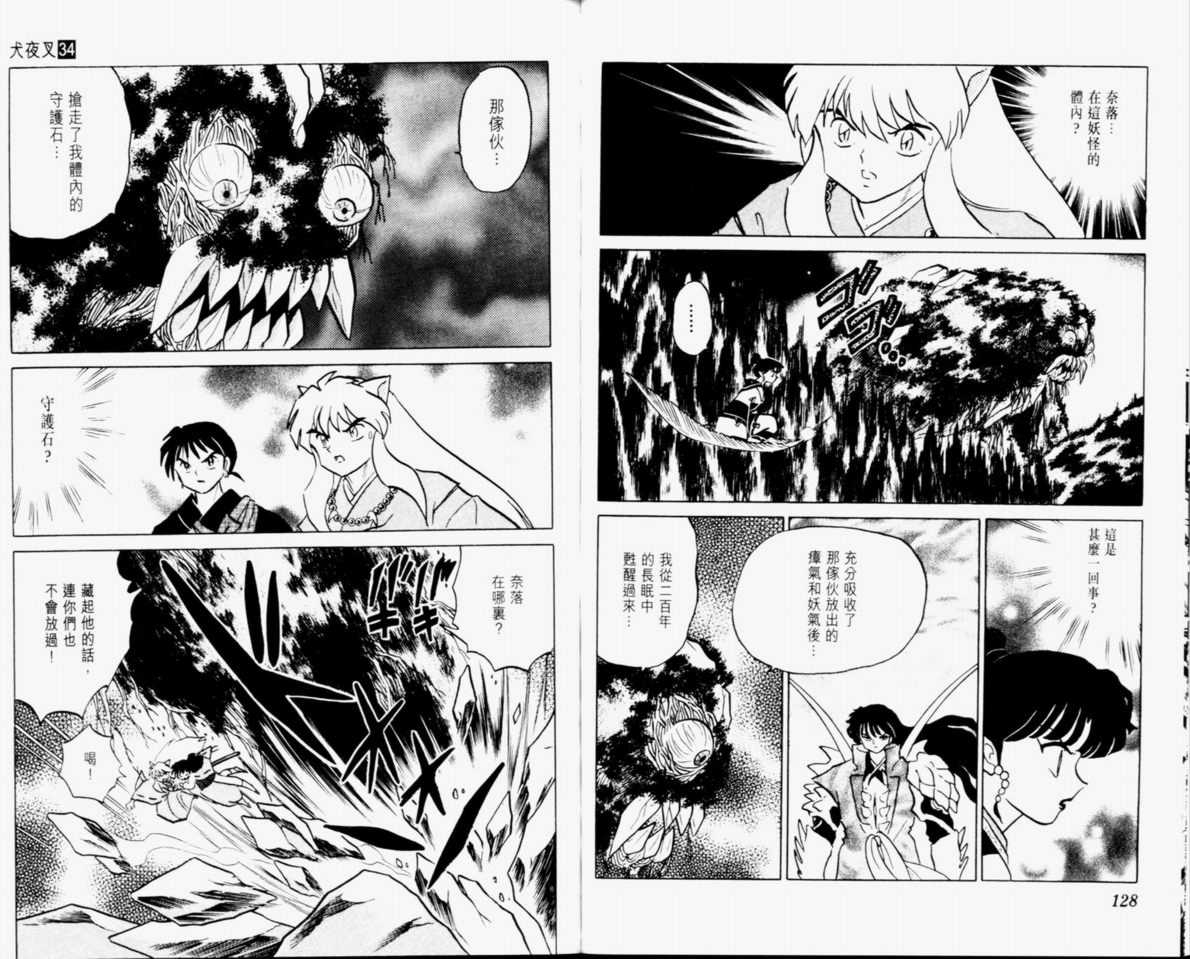 奈落…
在這妖怪的
體內？
……
ゴゴゴ…
這是
甚麼一回事？
充分吸收了
那傢伙放出的
瘴氣和妖氣後…
我從二百年
的長眠中
甦醒過來…
128
犬夜叉34
那傢伙…
搶走了我體內的
守護石…
守護石？
奈落
在哪裏？
藏起他的話，
連你們也
不會放過！
喝！